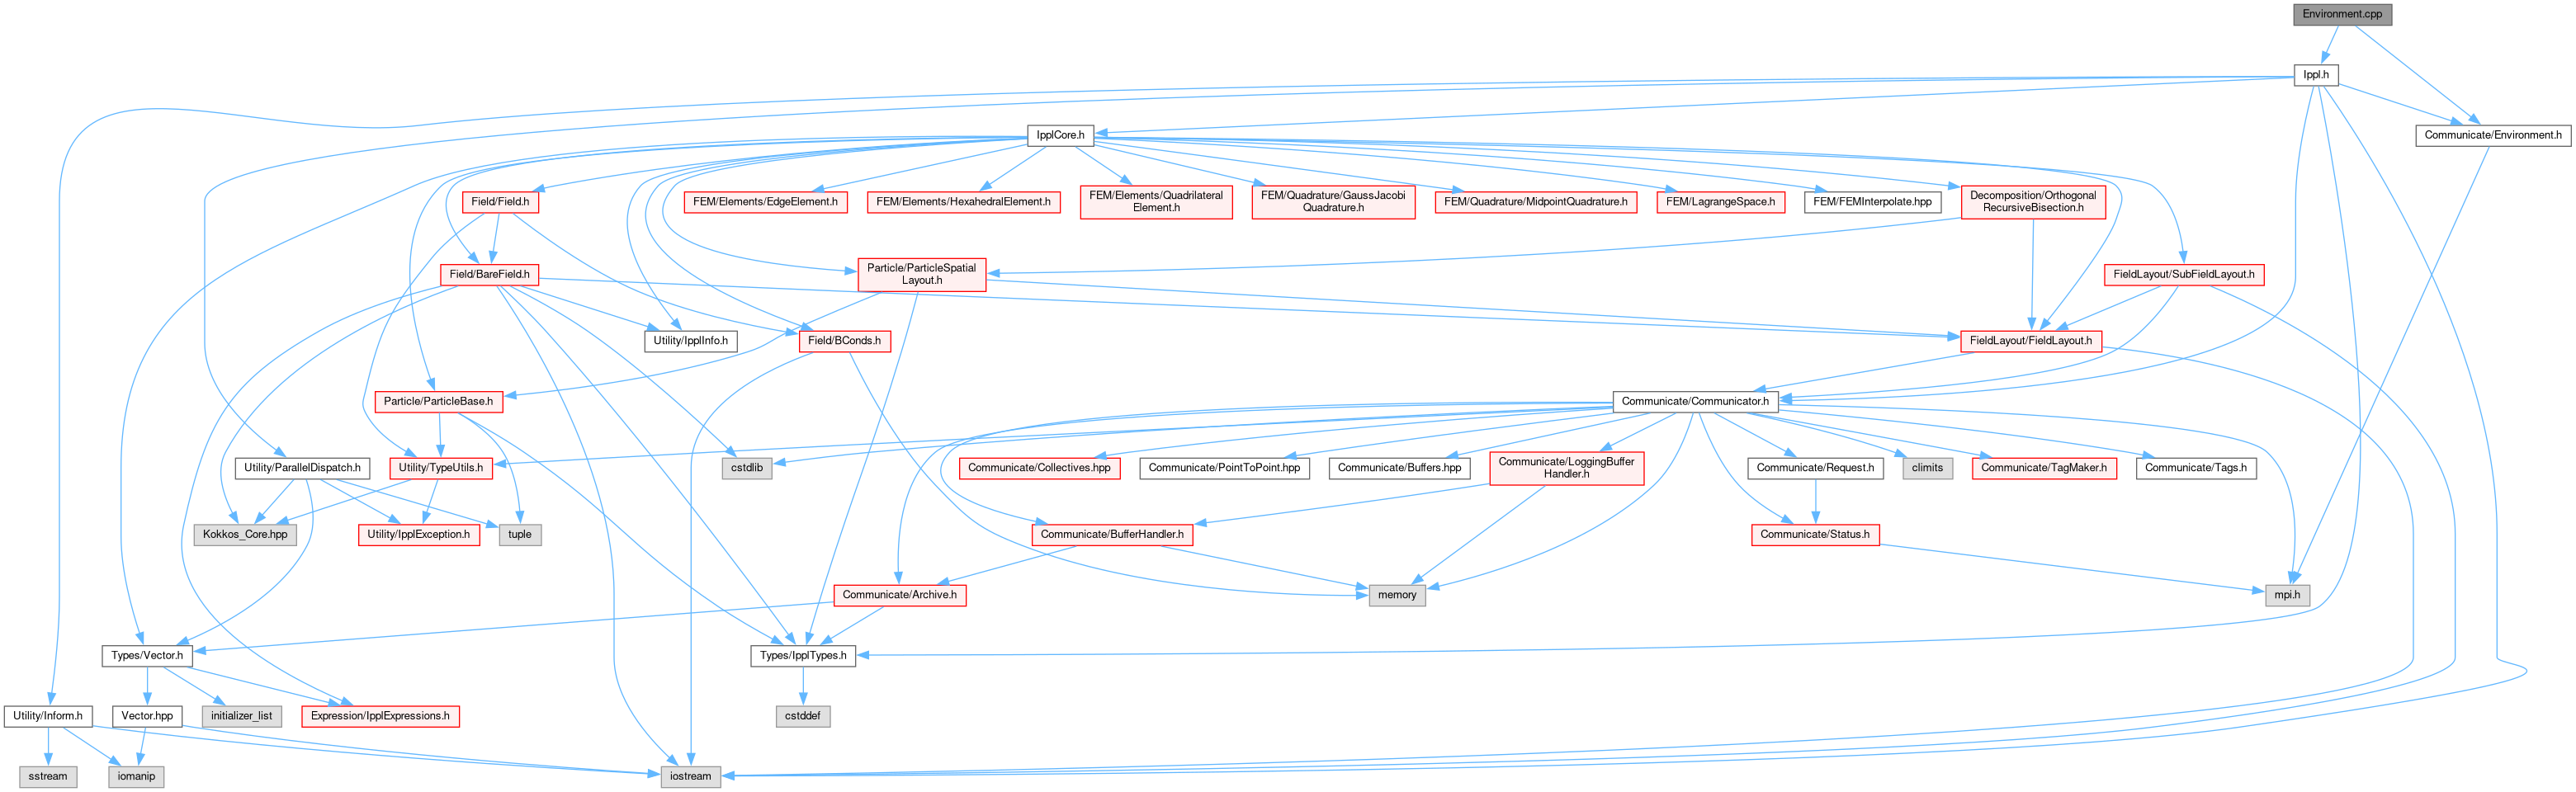 Environment.cpp
Ippl.h
IpplCore.h
Communicate/Environment.h
Field/Field.h
FEM/Elements/EdgeElement.h
FEM/Elements/HexahedralElement.h
FEM/Elements/Quadrilateral
Element.h
FEM/Quadrature/GaussJacobi
Quadrature.h
FEM/Quadrature/MidpointQuadrature.h
FEM/LagrangeSpace.h
FEM/FEMInterpolate.hpp
Decomposition/Orthogonal
RecursiveBisection.h
Field/BareField.h
Particle/ParticleSpatial
Layout.h
FieldLayout/SubFieldLayout.h
Utility/IpplInfo.h
Field/BConds.h
FieldLayout/FieldLayout.h
Particle/ParticleBase.h
Communicate/Communicator.h
Utility/ParallelDispatch.h
Utility/TypeUtils.h
cstdlib
Communicate/Collectives.hpp
Communicate/PointToPoint.hpp
Communicate/Buffers.hpp
Communicate/LoggingBuffer
Handler.h
Communicate/Request.h
climits
Communicate/TagMaker.h
Communicate/Tags.h
Kokkos_Core.hpp
Utility/IpplException.h
tuple
Communicate/BufferHandler.h
Communicate/Status.h
Communicate/Archive.h
memory
mpi.h
Types/Vector.h
Types/IpplTypes.h
Utility/Inform.h
Vector.hpp
initializer_list
Expression/IpplExpressions.h
cstddef
sstream
iomanip
iostream